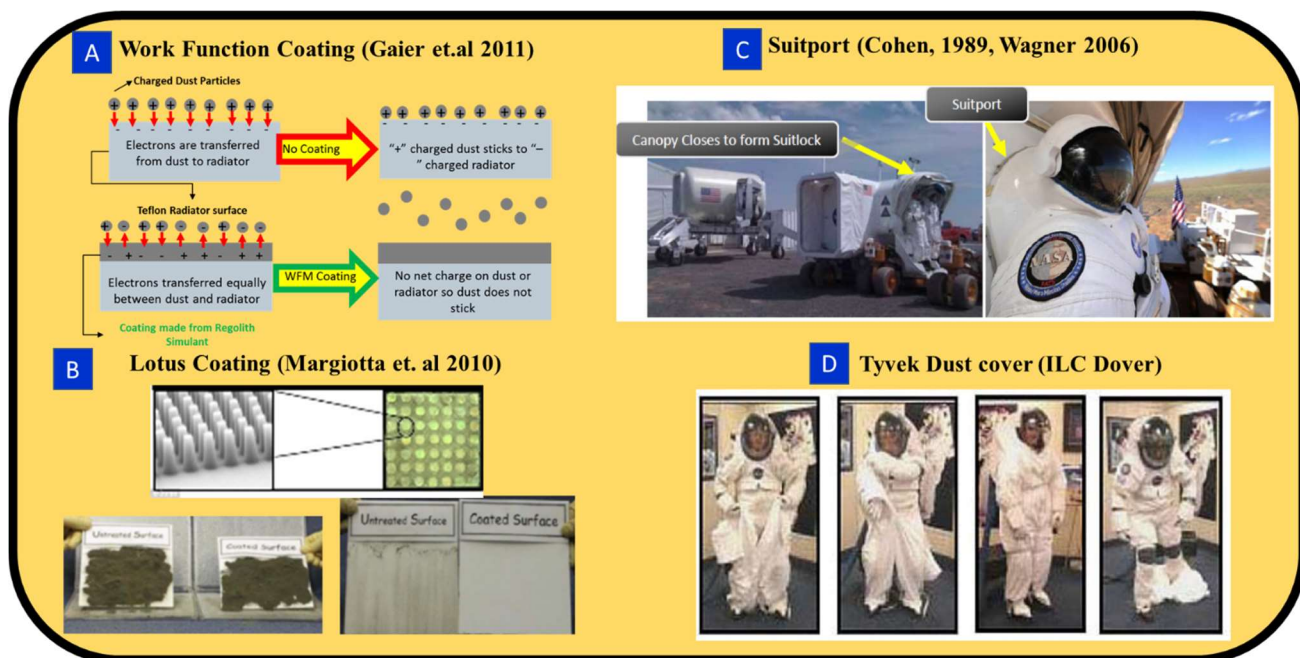 A
Work Function Coating (Gaier et.al 2011)
Charged Dust Particles
+ + + + + + + + +
- - - - - - - - -
Electrons are transferred
from dust to radiator
No Coating
+ + + + + + + + +
- - - - - - - - -
“+” charged dust sticks to “–
” charged radiator
Teflon Radiator surface
+ - + + - - + - -
- + - - + + - + +
Electrons transferred equally
between dust and radiator
WFM Coating
No net charge on dust or
radiator so dust does not
stick
Coating made from Regolith
Simulant
B
Lotus Coating (Margiotta et. al 2010)
Untreated Surface
Coated Surface
Untreated Surface
Coated Surface
C
Suitport (Cohen, 1989, Wagner 2006)
Suitport
Canopy Closes to form Suitlock
NASA
D
Tyvek Dust cover (ILC Dover)